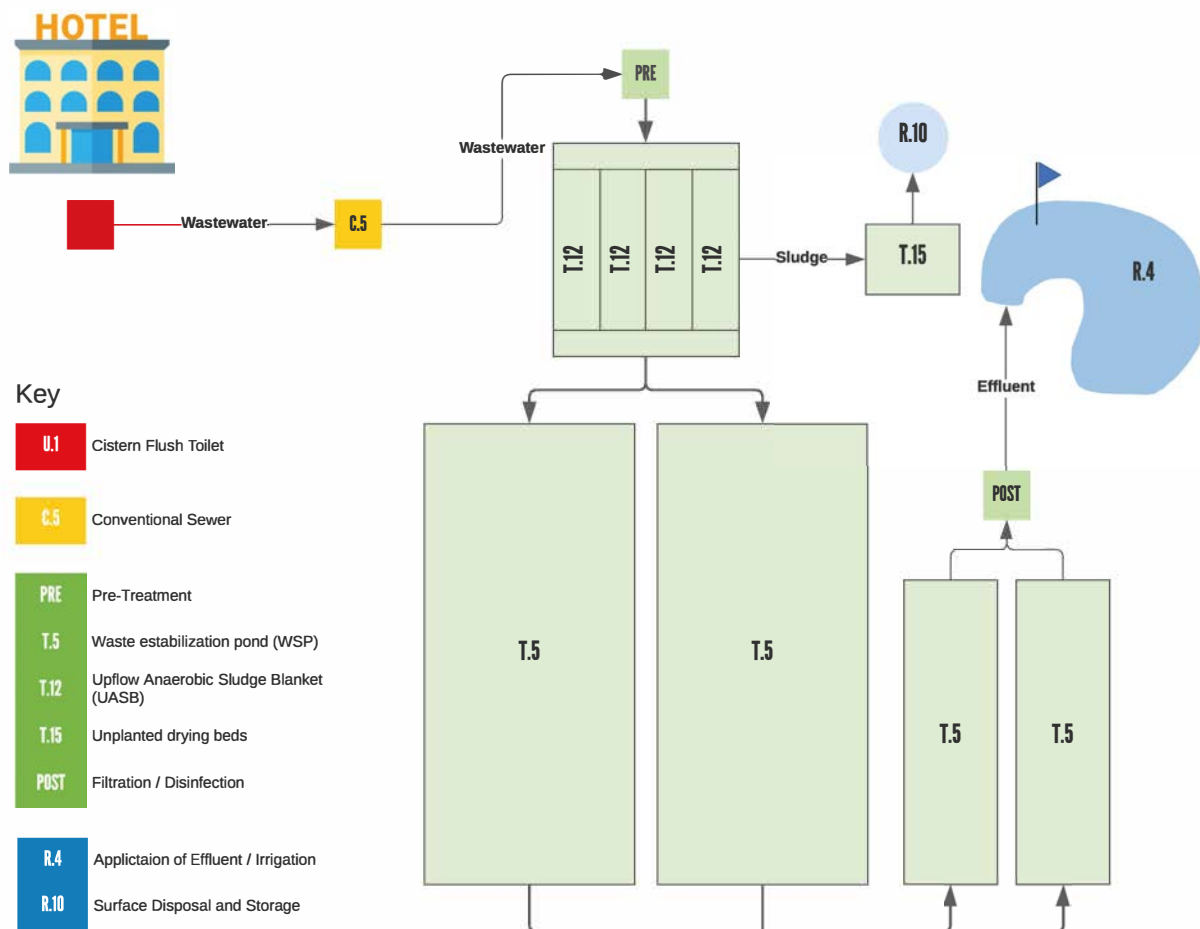 HOTEL
PRE
Wastewater
R.10
Wastewater
C.5
T.12
T.12
T.12
T.12
Sludge
T.15
R.4
Effluent
POST
T.5
T.5
T.5
T.5
Key
U.1 Cistern Flush Toilet
C.5 Conventional Sewer
PRE Pre-Treatment
T.5 Waste estabilization pond (WSP)
T.12 Upflow Anaerobic Sludge Blanket
(UASB)
T.15 Unplanted drying beds
POST Filtration / Disinfection
R.4 Applictaion of Effluent / Irrigation
R.10 Surface Disposal and Storage